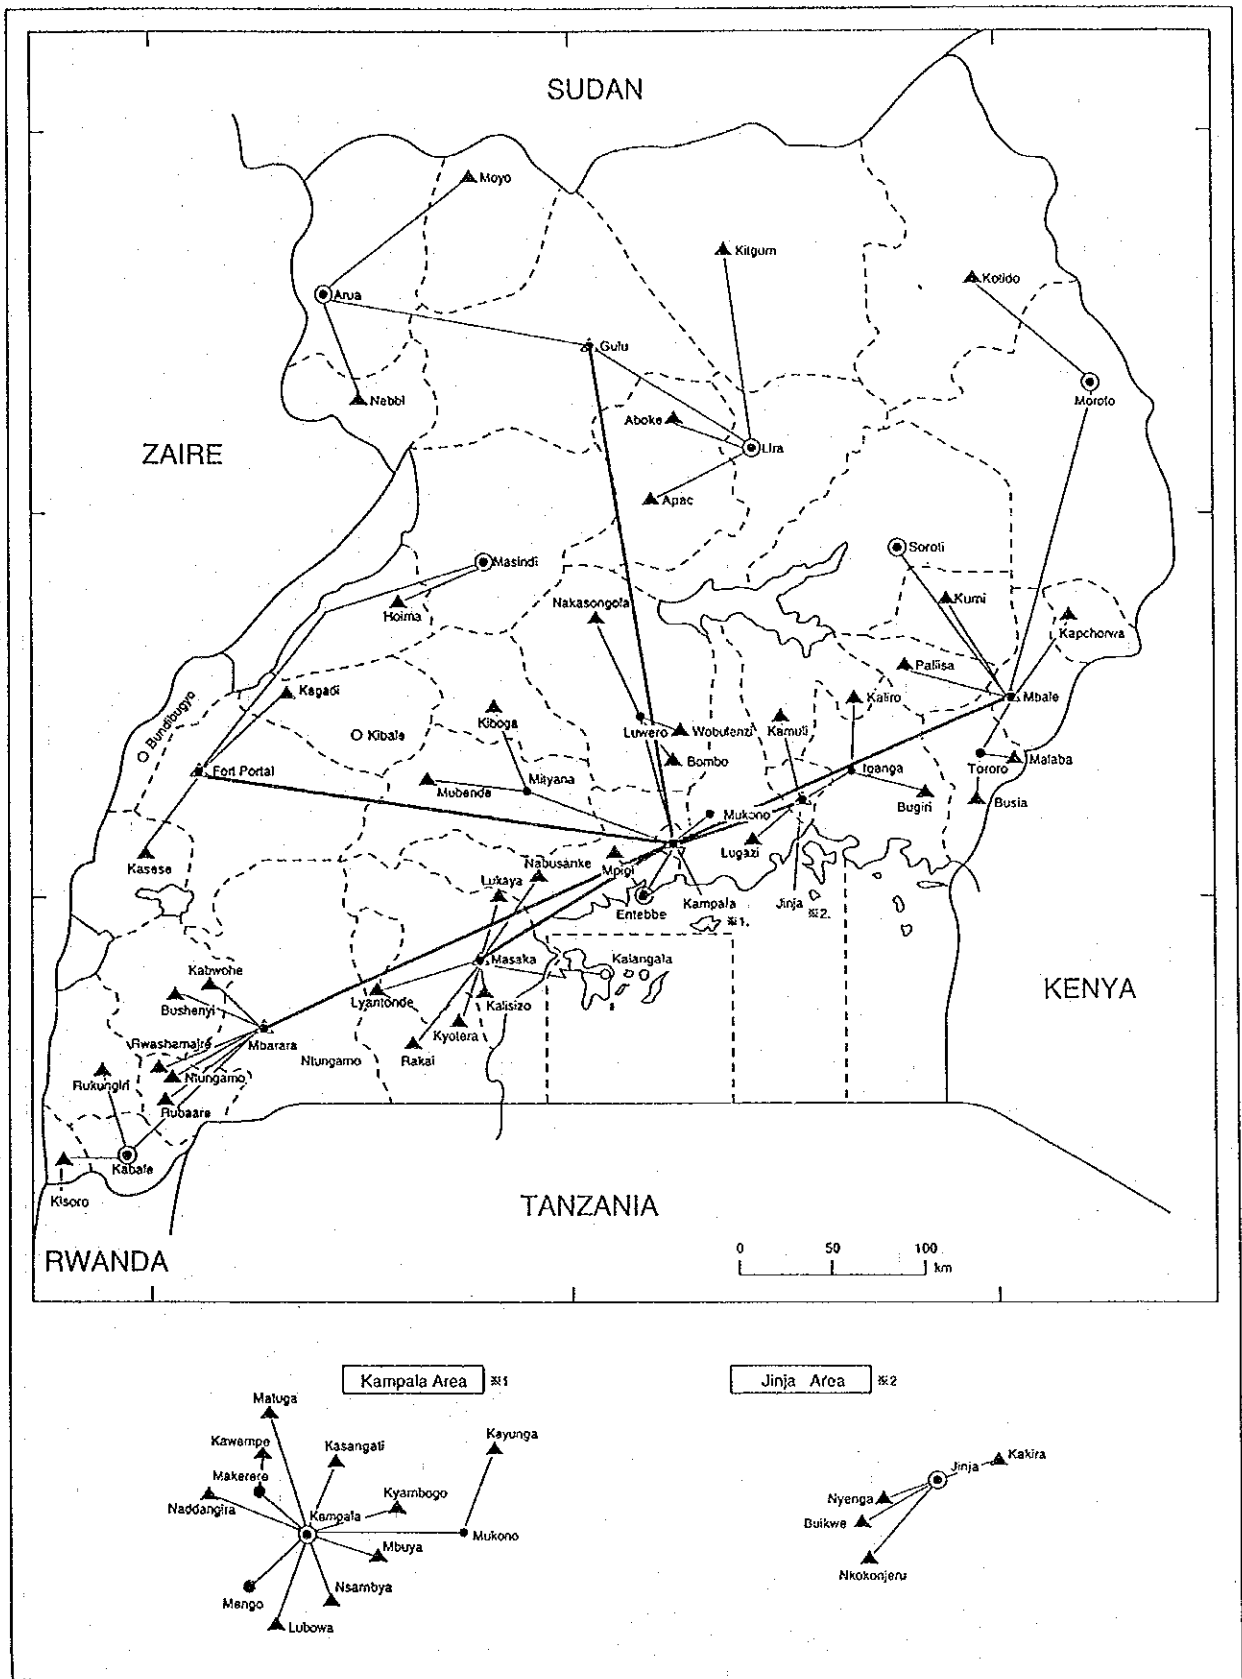 SUDAN
Moyo
Kitgum
Kotido
Arua
Gulu
Moroto
Nebbi
Aboke
Lira
ZAIRE
Apac
Soroti
Masindi
Nakasongola
Kumi
Hoima
Kapchorwa
Pallisa
Kagadi
Kaliro
Mbale
Kiboga
Bundibugyo
Kibale
Luwero
Wobulenzi
Kamuli
Fort Portal
Mityana
Bombo
Iganga
Tororo
Malaba
Mubende
Bugiri
Busia
Mukono
Lugazi
Kasese
Nabusanke
Mpigi
Lukaya
Entebbe
Kampala
※1.
Jinja
※2.
Masaka
Kalangala
Kabwohe
KENYA
Bushenyi
Lyantonde
Kalisizo
Kyotera
Rwashamaire
Mbarara
Ntungamo
Rakai
Rukungiri
Ntungamo
Rubaare
Kabale
Kisoro
TANZANIA
RWANDA
0 50 100
km
Kampala Area ※1
Jinja Area ※2
Matuga
Kawempe
Kasangati
Kayunga
Makerere
Kyambogo
Naddangira
Kampala
Mukono
Mbuya
Mengo
Nsambya
Lubowa
Kakira
Jinja
Nyenga
Buikwe
Nkokonjeru